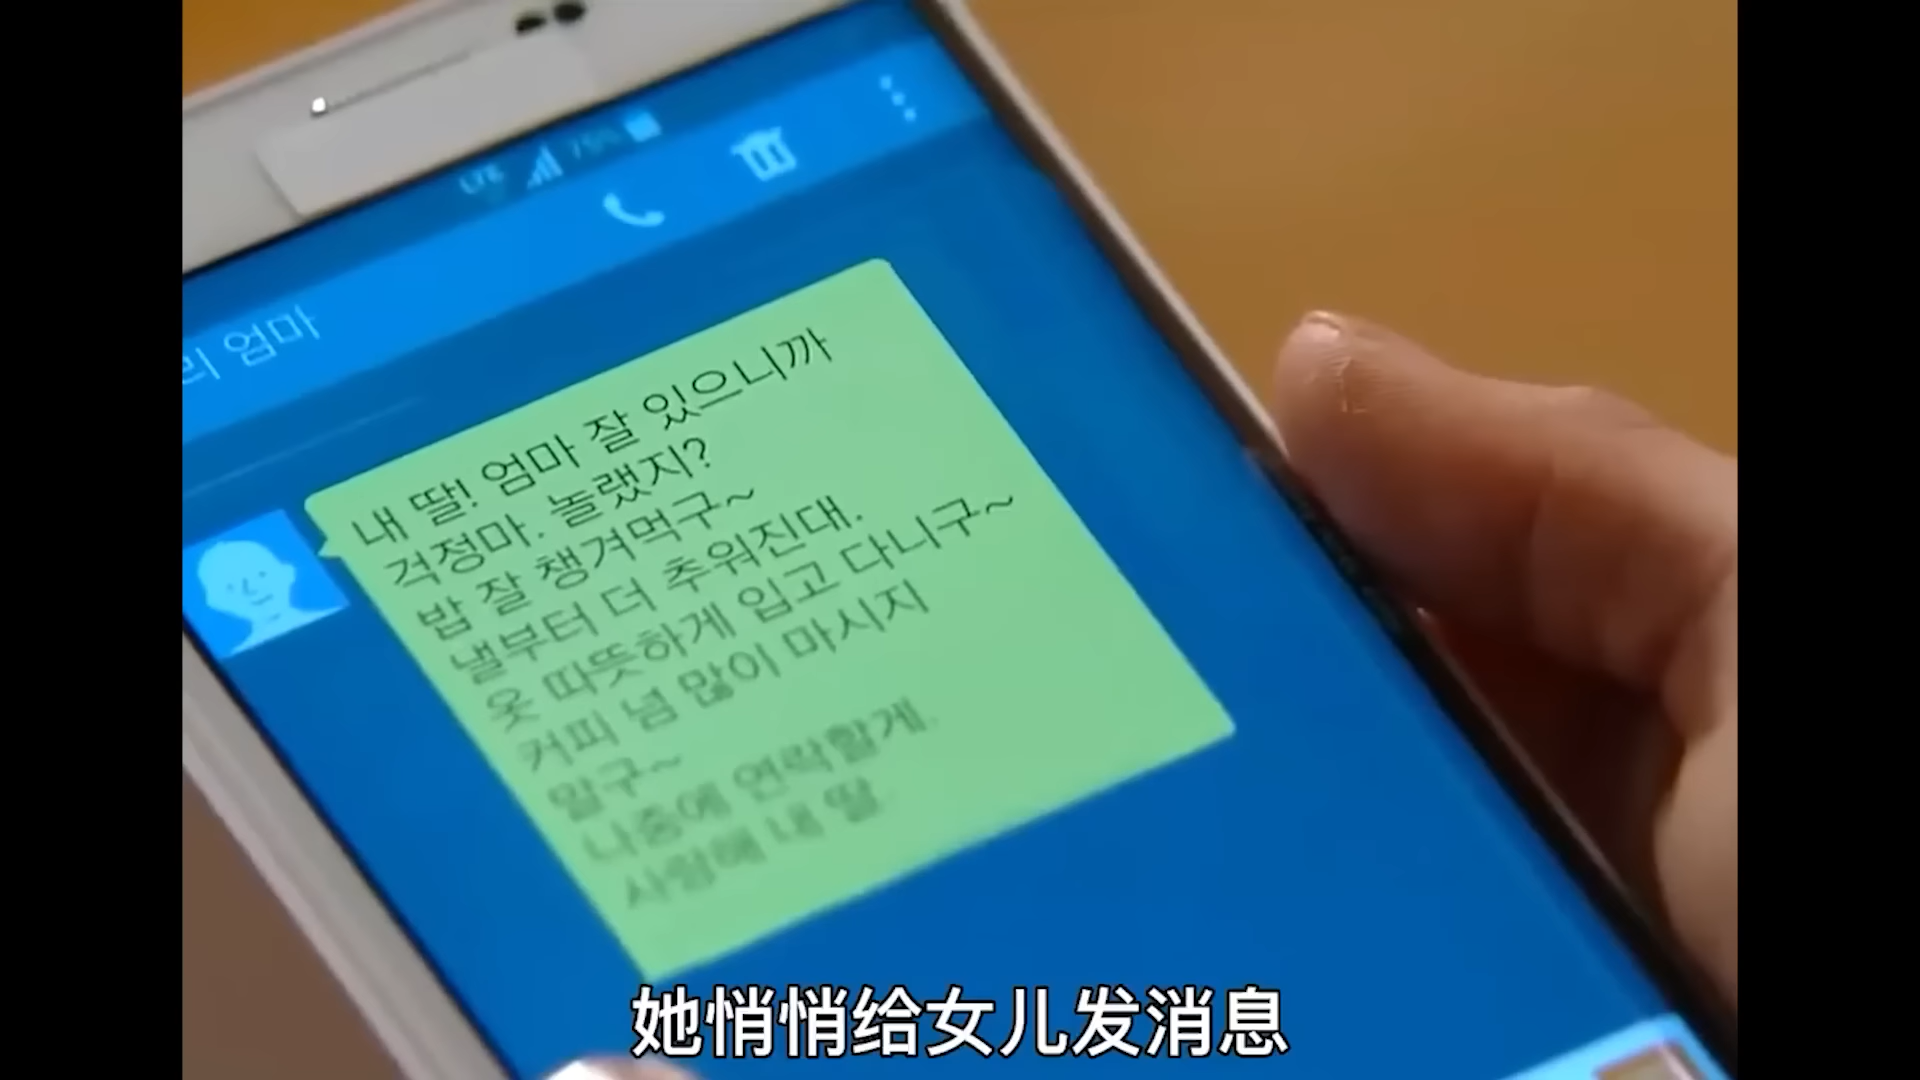 LTE 75%
리 엄마
내 딸! 엄마 잘 있으니까
걱정마. 놀랬지?
밥 잘 챙겨먹구~
낼부터 더 추워진대.
옷 따뜻하게 입고 다니구~
커피 넘 많이 마시지
말구~
나중에 연락할게.
사랑해 내 딸.
她悄悄给女儿发消息